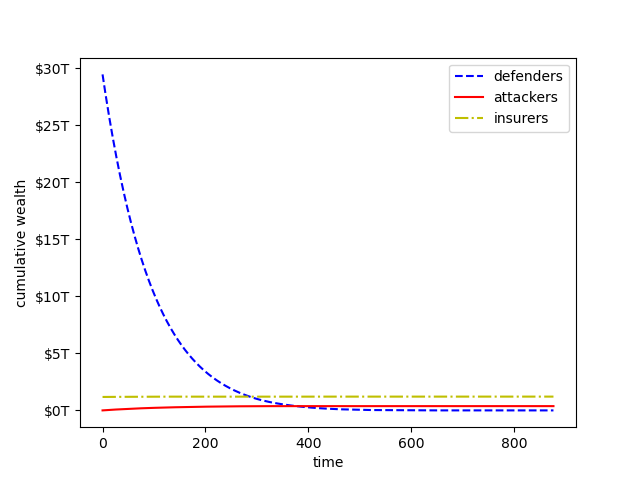 $30T
$25T
$20T
$15T
$10T
$5T
$0T
cumulative wealth
0
200
400
600
800
time
defenders
attackers
insurers